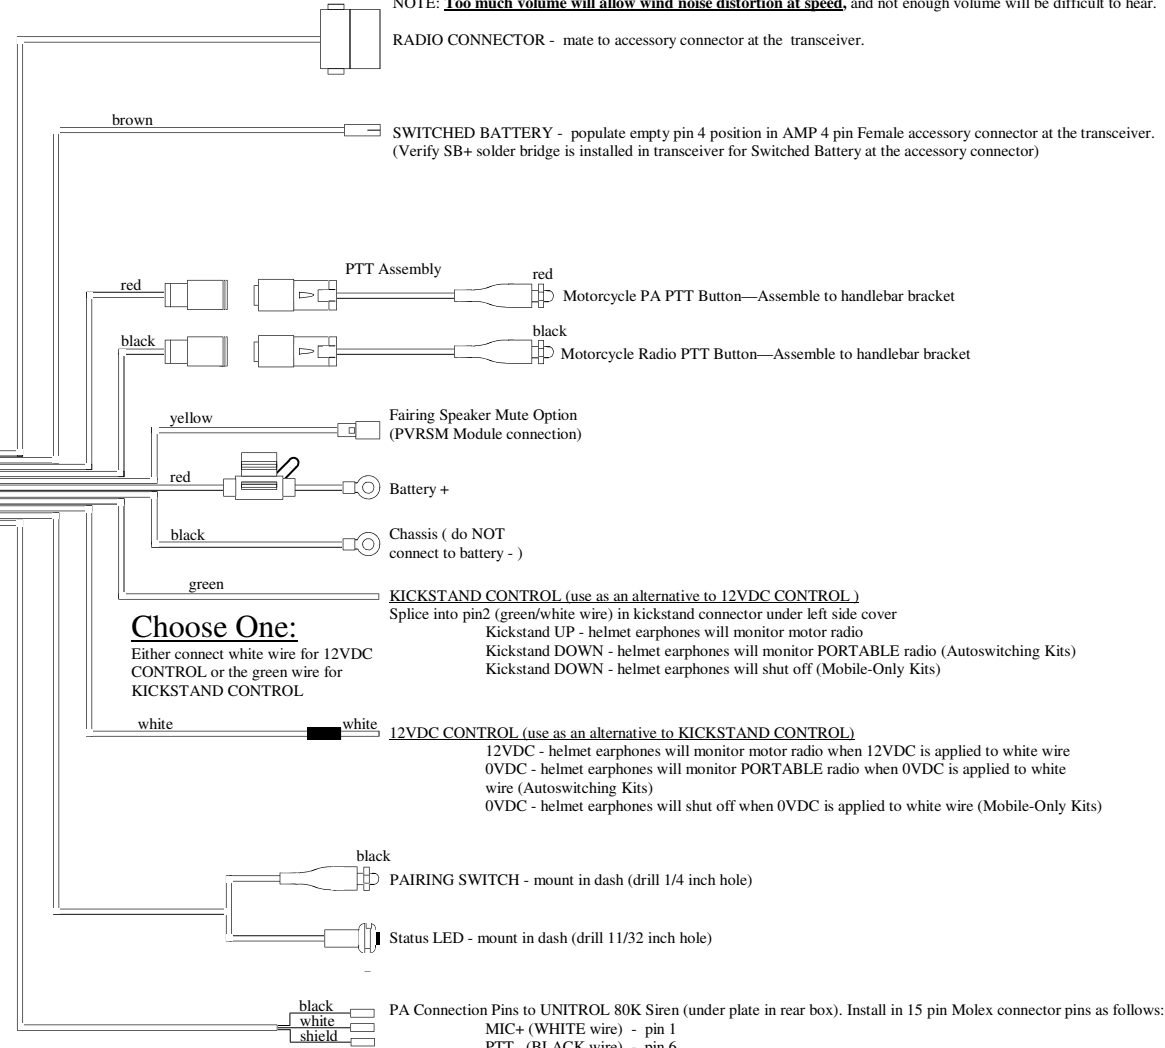 NOTE: Too much volume will allow wind noise distortion at speed, and not enough volume will be difficult to hear.
RADIO CONNECTOR - mate to accessory connector at the transceiver.
brown
SWITCHED BATTERY - populate empty pin 4 position in AMP 4 pin Female accessory connector at the transceiver.
(Verify SB+ solder bridge is installed in transceiver for Switched Battery at the accessory connector)
PTT Assembly
red
red
Motorcycle PA PTT Button—Assemble to handlebar bracket
black
black
Motorcycle Radio PTT Button—Assemble to handlebar bracket
yellow
Fairing Speaker Mute Option
(PVRSM Module connection)
red
Battery +
black
Chassis ( do NOT
connect to battery - )
green
KICKSTAND CONTROL (use as an alternative to 12VDC CONTROL )
Splice into pin2 (green/white wire) in kickstand connector under left side cover
Kickstand UP - helmet earphones will monitor motor radio
Kickstand DOWN - helmet earphones will monitor PORTABLE radio (Autoswitching Kits)
Kickstand DOWN - helmet earphones will shut off (Mobile-Only Kits)
Choose One:
Either connect white wire for 12VDC
CONTROL or the green wire for
KICKSTAND CONTROL
white
white
12VDC CONTROL (use as an alternative to KICKSTAND CONTROL)
12VDC - helmet earphones will monitor motor radio when 12VDC is applied to white wire
0VDC - helmet earphones will monitor PORTABLE radio when 0VDC is applied to white
wire (Autoswitching Kits)
0VDC - helmet earphones will shut off when 0VDC is applied to white wire (Mobile-Only Kits)
black
PAIRING SWITCH - mount in dash (drill 1/4 inch hole)
Status LED - mount in dash (drill 11/32 inch hole)
black
white
shield
PA Connection Pins to UNITROL 80K Siren (under plate in rear box). Install in 15 pin Molex connector pins as follows:
MIC+ (WHITE wire) - pin 1
PTT (BLACK wire) - pin 6